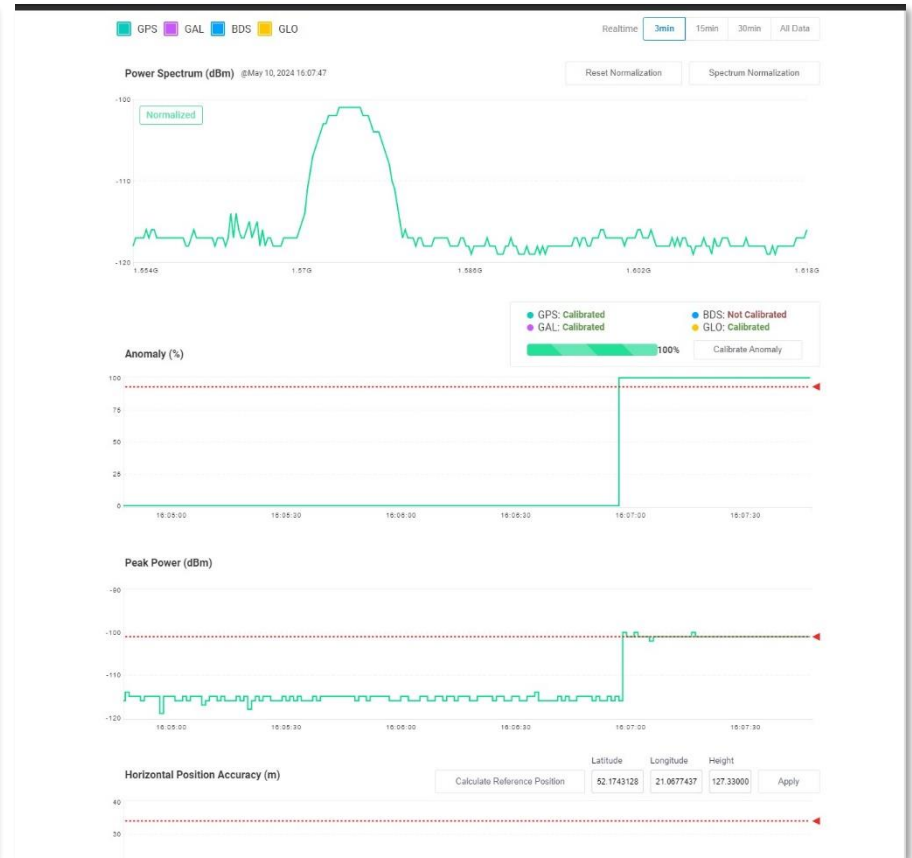 GPS GAL BDS GLO
Realtime 3min 15min 30min All Data
Power Spectrum (dBm) @May 10, 2024 16:07:47
Reset Normalization Spectrum Normalization
-100
Normalized
-110
-120
1.554G 1.57G 1.586G 1.602G 1.618G
GPS: Calibrated BDS: Not Calibrated
GAL: Calibrated GLO: Calibrated
100% Calibrate Anomaly
Anomaly (%)
100
75
50
25
0
16:05:00 16:05:30 16:06:00 16:06:30 16:07:00 16:07:30
Peak Power (dBm)
-90
-100
-110
-120
16:05:00 16:05:30 16:06:00 16:06:30 16:07:00 16:07:30
Latitude Longitude Height
Horizontal Position Accuracy (m) Calculate Reference Position 52.1743128 21.0677437 127.33000 Apply
40
30